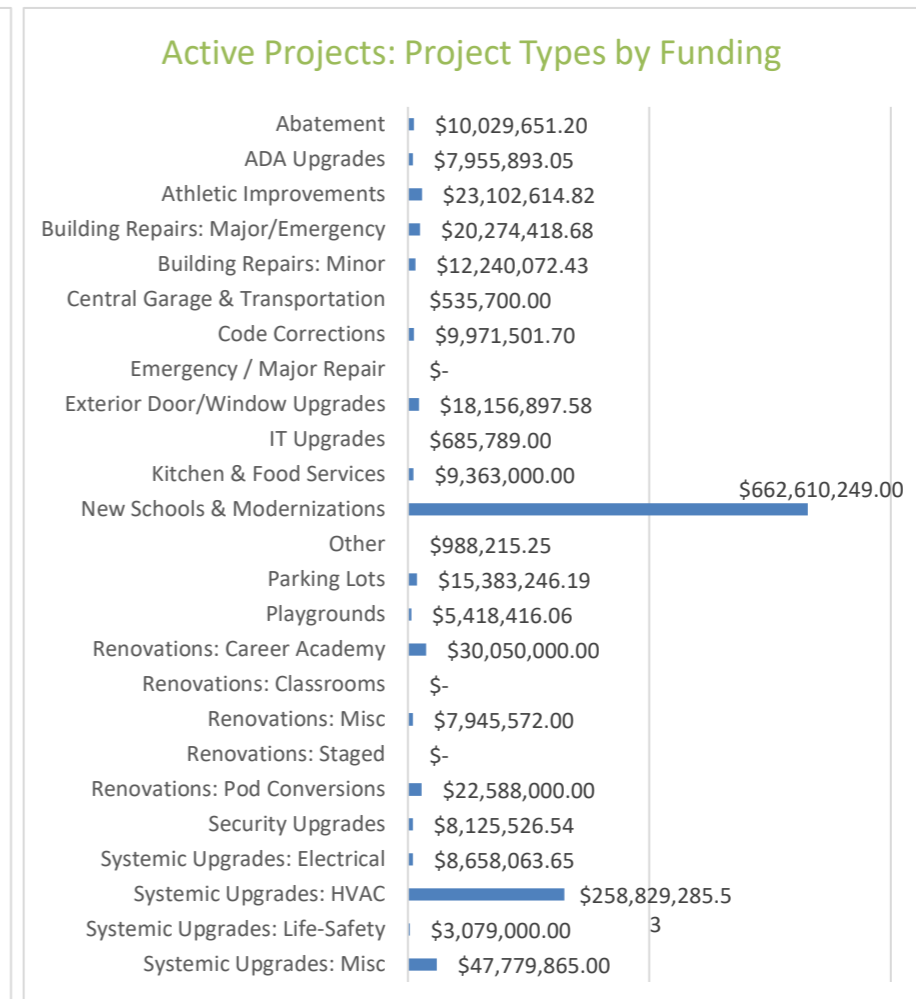 Active Projects: Project Types by Funding
Abatement $10,029,651.20
ADA Upgrades $7,955,893.05
Athletic Improvements $23,102,614.82
Building Repairs: Major/Emergency $20,274,418.68
Building Repairs: Minor $12,240,072.43
Central Garage & Transportation $535,700.00
Code Corrections $9,971,501.70
Emergency / Major Repair $-
Exterior Door/Window Upgrades $18,156,897.58
IT Upgrades $685,789.00
Kitchen & Food Services $9,363,000.00
New Schools & Modernizations $662,610,249.00
Other $988,215.25
Parking Lots $15,383,246.19
Playgrounds $5,418,416.06
Renovations: Career Academy $30,050,000.00
Renovations: Classrooms $-
Renovations: Misc $7,945,572.00
Renovations: Staged $-
Renovations: Pod Conversions $22,588,000.00
Security Upgrades $8,125,526.54
Systemic Upgrades: Electrical $8,658,063.65
Systemic Upgrades: HVAC $258,829,285.5
3
Systemic Upgrades: Life-Safety $3,079,000.00
Systemic Upgrades: Misc $47,779,865.00